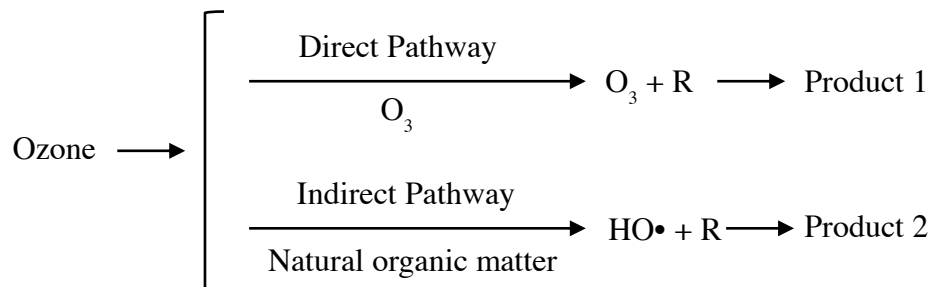 Direct Pathway
O₃ + R
Product 1
O₃
Ozone
Indirect Pathway
HO• + R
Product 2
Natural organic matter